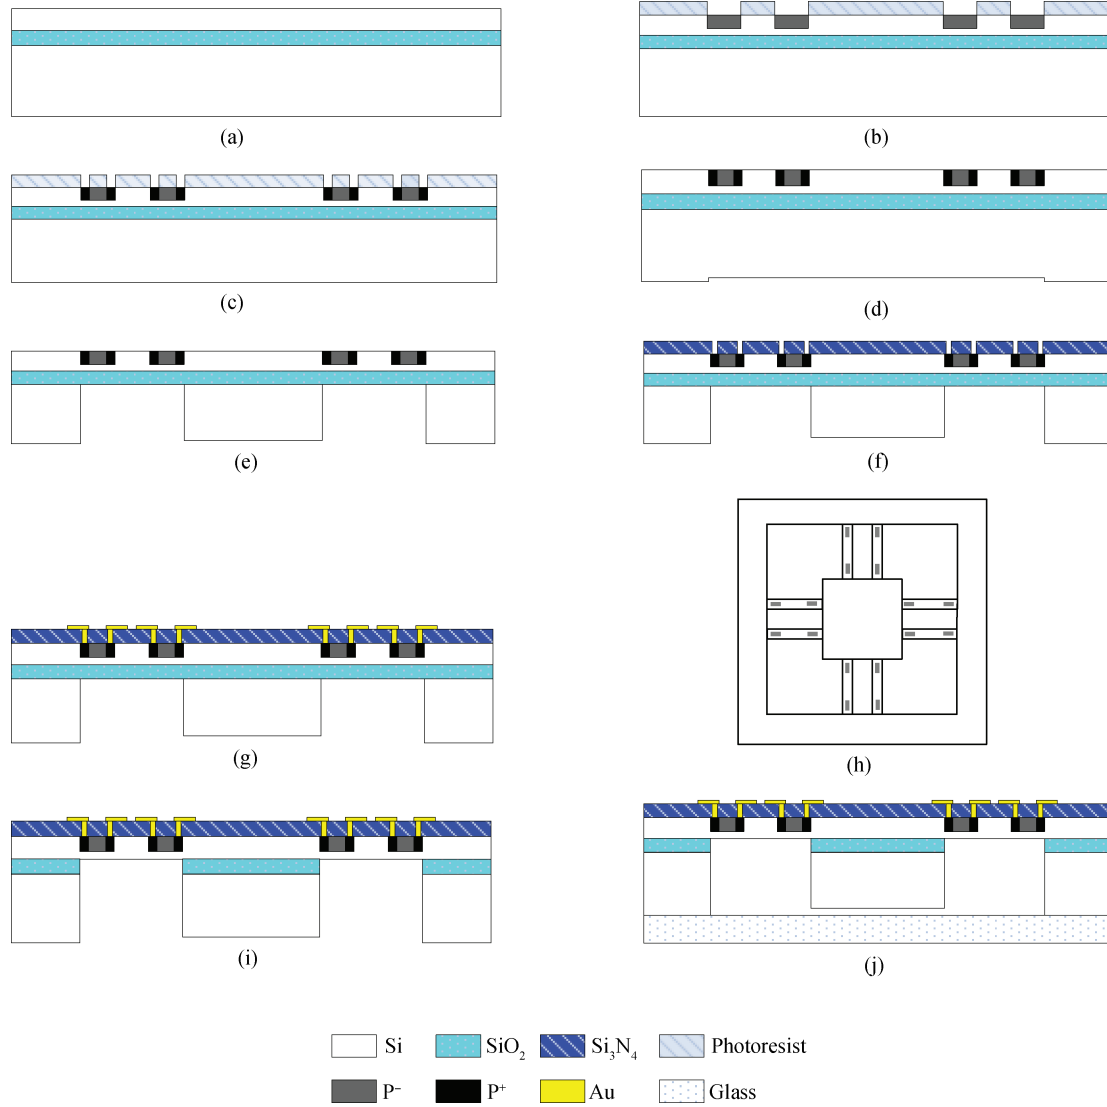 (a)
(b)
(c)
(d)
(e)
(f)
(g)
(h)
(i)
(j)
Si SiO₂ Si₃N₄ Photoresist
P⁻ P⁺ Au Glass